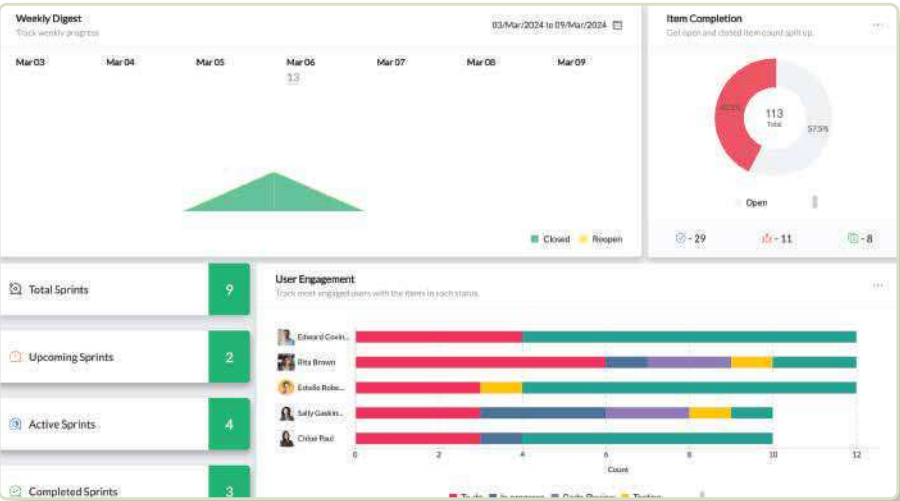 Weekly Digest
Track weekly progress
03/Mar/2024 to 09/Mar/2024
Mar 03 Mar 04 Mar 05 Mar 06 Mar 07 Mar 08 Mar 09
13
Closed Reopen
Item Completion
Get open and closed item count split up.
113
Total
57.5%
Open
- 29 - 11 - 8
Total Sprints 9
Upcoming Sprints 2
Active Sprints 4
Completed Sprints 3
User Engagement
Track most engaged users with the items in each status.
Edward Covin...
Rita Brown
Estelle Robe...
Sally Gaskin...
Chloe Paul
0 2 4 6 8 10 12
Count
To do In progress Code Review Testing